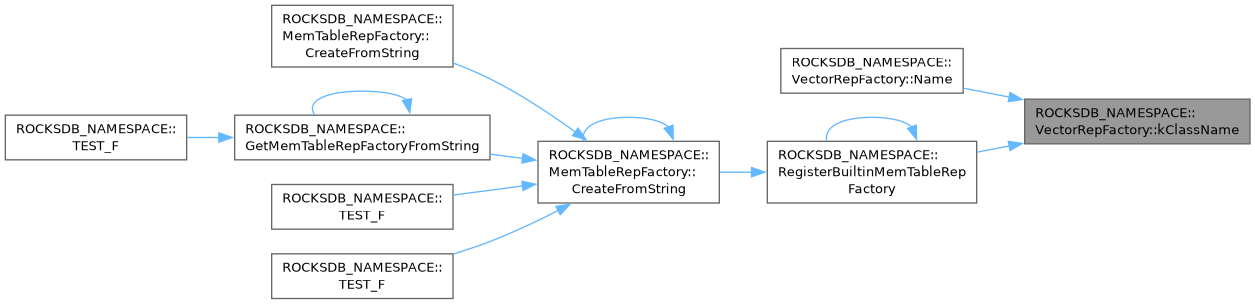 ROCKSDB_NAMESPACE::
MemTableRepFactory::
CreateFromString
ROCKSDB_NAMESPACE::
VectorRepFactory::Name
ROCKSDB_NAMESPACE::
VectorRepFactory::kClassName
ROCKSDB_NAMESPACE::
TEST_F
ROCKSDB_NAMESPACE::
GetMemTableRepFactoryFromString
ROCKSDB_NAMESPACE::
MemTableRepFactory::
CreateFromString
ROCKSDB_NAMESPACE::
RegisterBuiltinMemTableRep
Factory
ROCKSDB_NAMESPACE::
TEST_F
ROCKSDB_NAMESPACE::
TEST_F